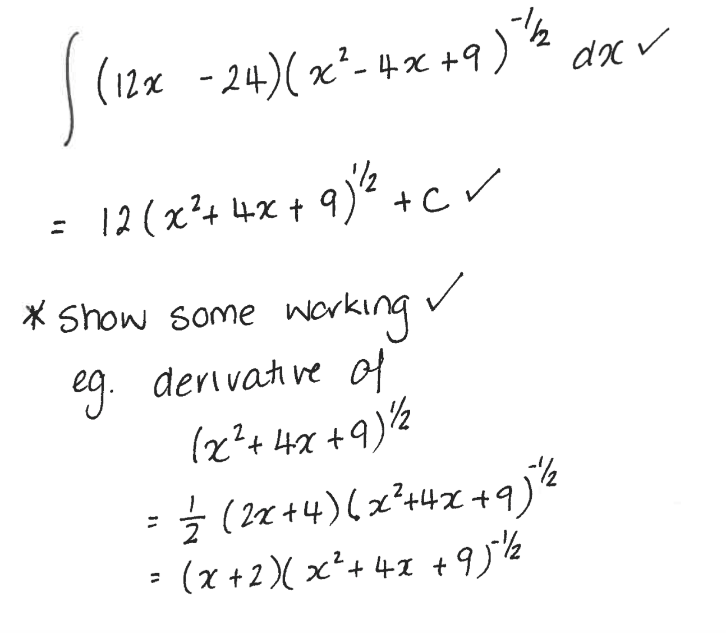 ∫ (12x - 24)(x² - 4x + 9)^(-1/2) dx ✓
= 12(x² + 4x + 9)^(1/2) + C ✓
* Show some working ✓
eg. derivative of
(x² + 4x + 9)^(1/2)
= 1/2 (2x + 4)(x² + 4x + 9)^(-1/2)
= (x + 2)(x² + 4x + 9)^(-1/2)